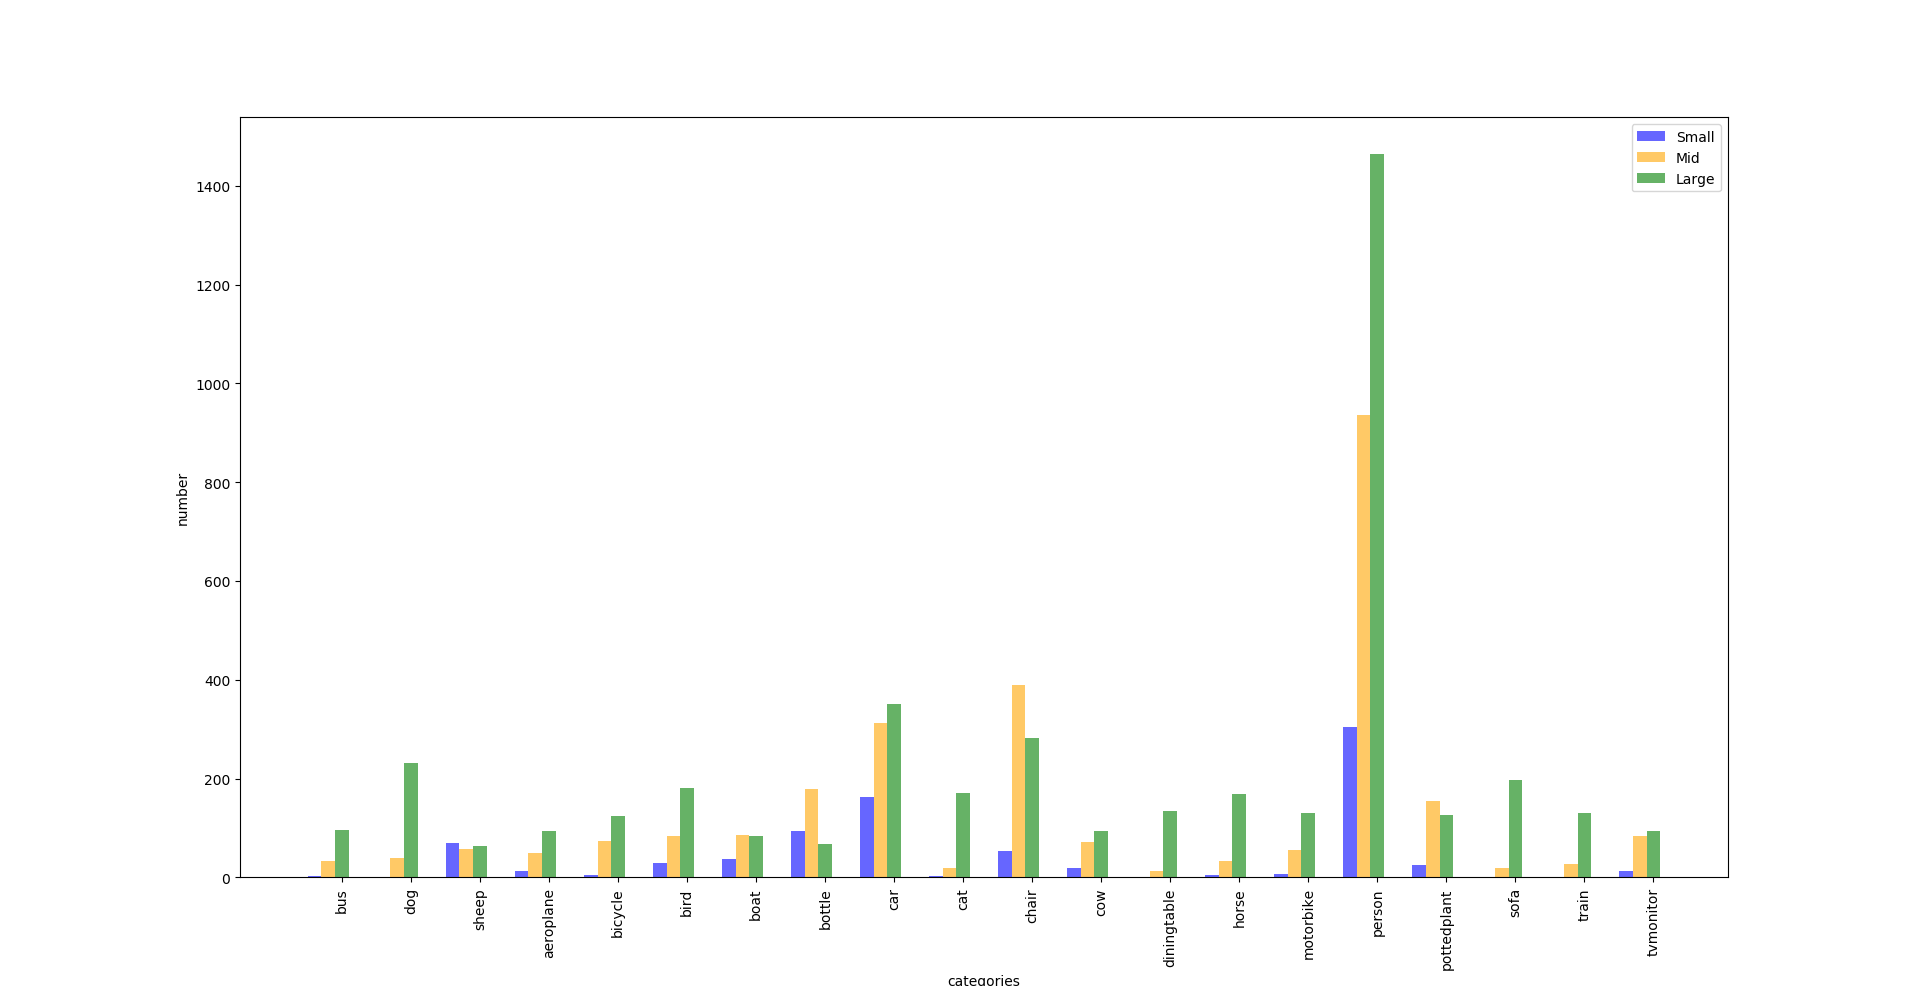 Small
Mid
Large
1400
1200
1000
800
600
400
200
0
number
bus
dog
sheep
aeroplane
bicycle
bird
boat
bottle
car
cat
chair
cow
diningtable
horse
motorbike
person
pottedplant
sofa
train
tvmonitor
categories